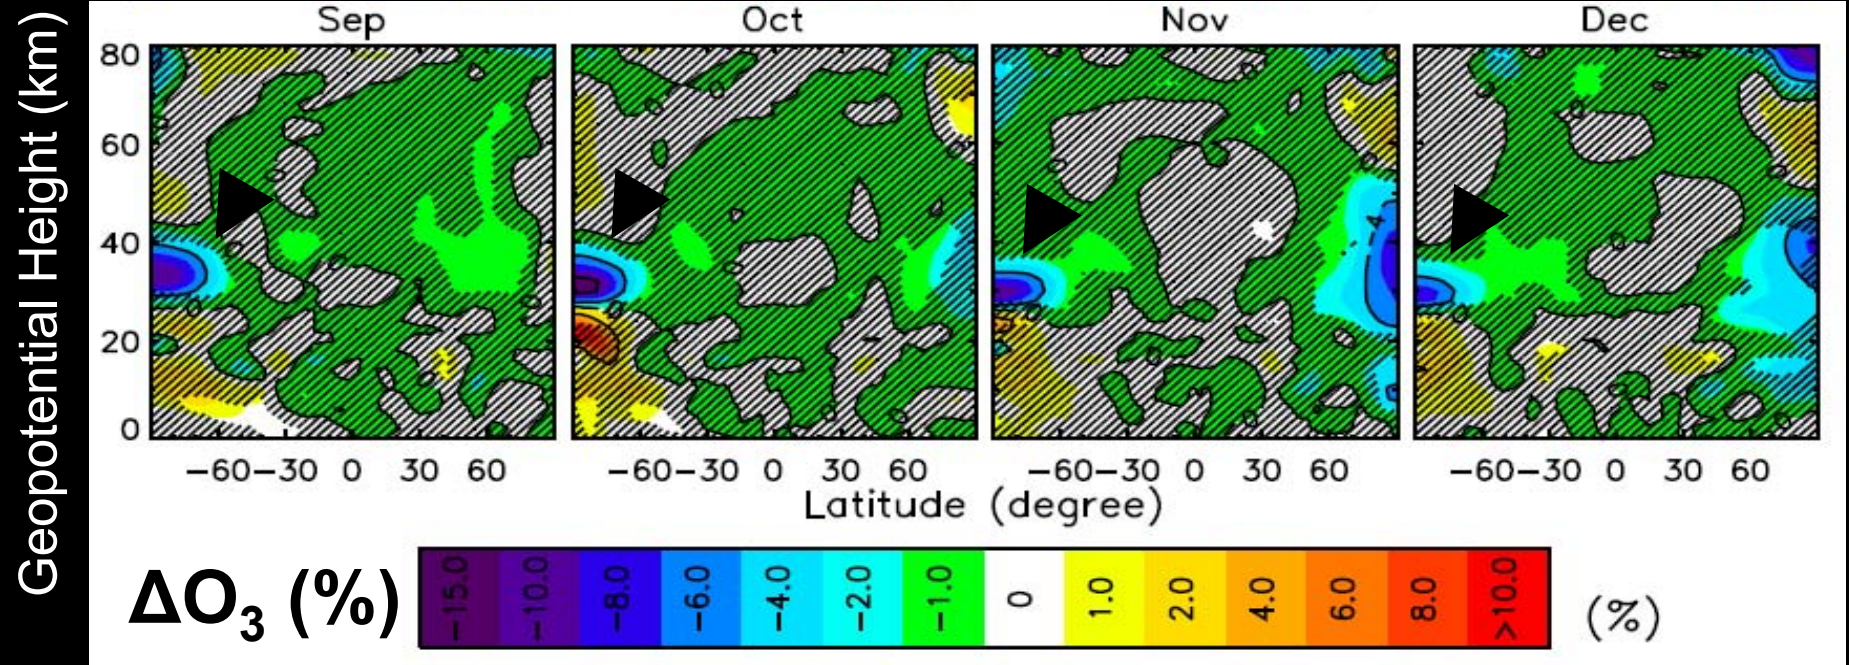 Sep Oct Nov Dec
Geopotential Height (km)
80
60
40
20
0
−60 −30 0 30 60 −60 −30 0 30 60 −60 −30 0 30 60 −60 −30 0 30 60
Latitude (degree)
ΔO₃ (%) −15.0 −10.0 −8.0 −6.0 −4.0 −2.0 −1.0 0 1.0 2.0 4.0 6.0 8.0 >10.0 (%)